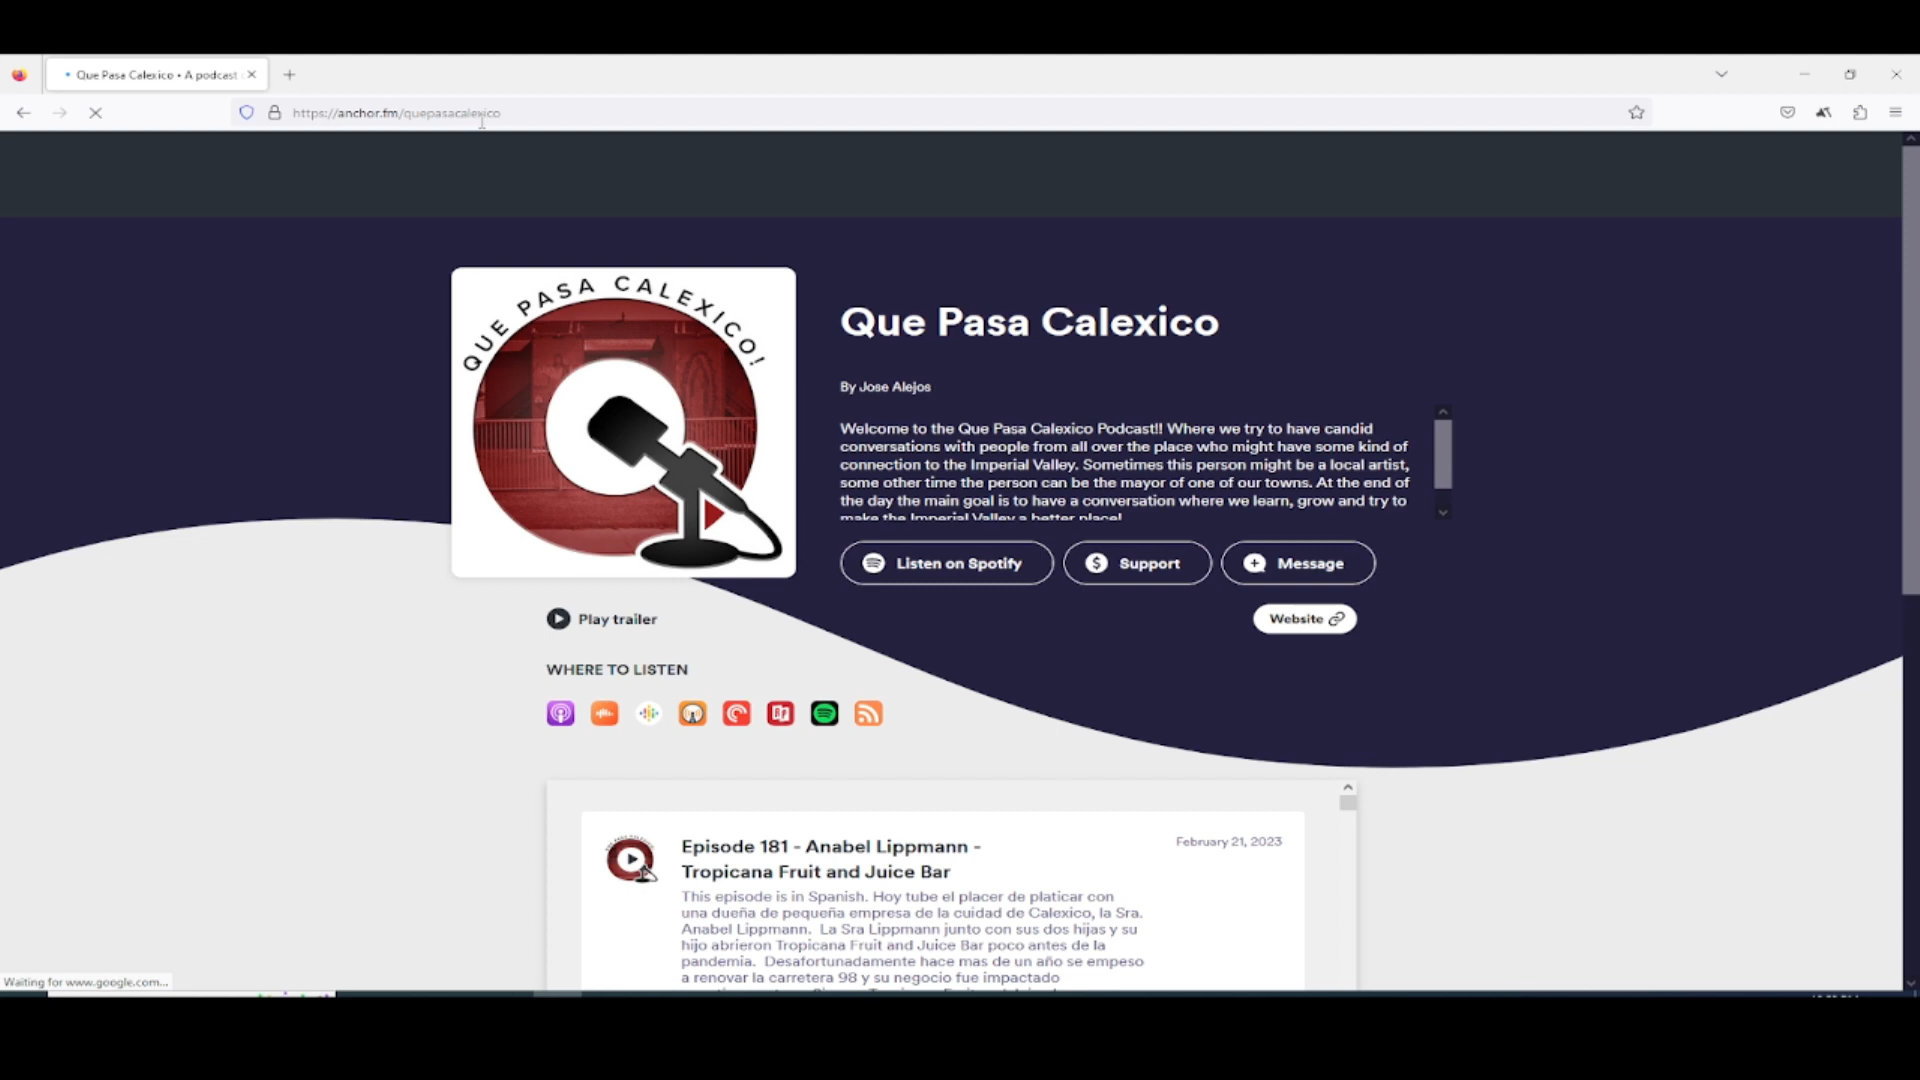 Que Pasa Calexico • A podcast
https://anchor.fm/quepasacalexico
QUE PASA CALEXICO!
Que Pasa Calexico
By Jose Alejos
Welcome to the Que Pasa Calexico Podcast!! Where we try to have candid
conversations with people from all over the place who might have some kind of
connection to the Imperial Valley. Sometimes this person might be a local artist,
some other time the person can be the mayor of one of our towns. At the end of
the day the main goal is to have a conversation where we learn, grow and try to
make the Imperial Valley a better place!
Listen on Spotify
Support
Message
Play trailer
Website
WHERE TO LISTEN
Episode 181 - Anabel Lippmann -
Tropicana Fruit and Juice Bar
February 21, 2023
This episode is in Spanish. Hoy tube el placer de platicar con
una dueña de pequeña empresa de la cuidad de Calexico, la Sra.
Anabel Lippmann. La Sra Lippmann junto con sus dos hijas y su
hijo abrieron Tropicana Fruit and Juice Bar poco antes de la
pandemia. Desafortunadamente hace mas de un año se empeso
a renovar la carretera 98 y su negocio fue impactado
Waiting for www.google.com...